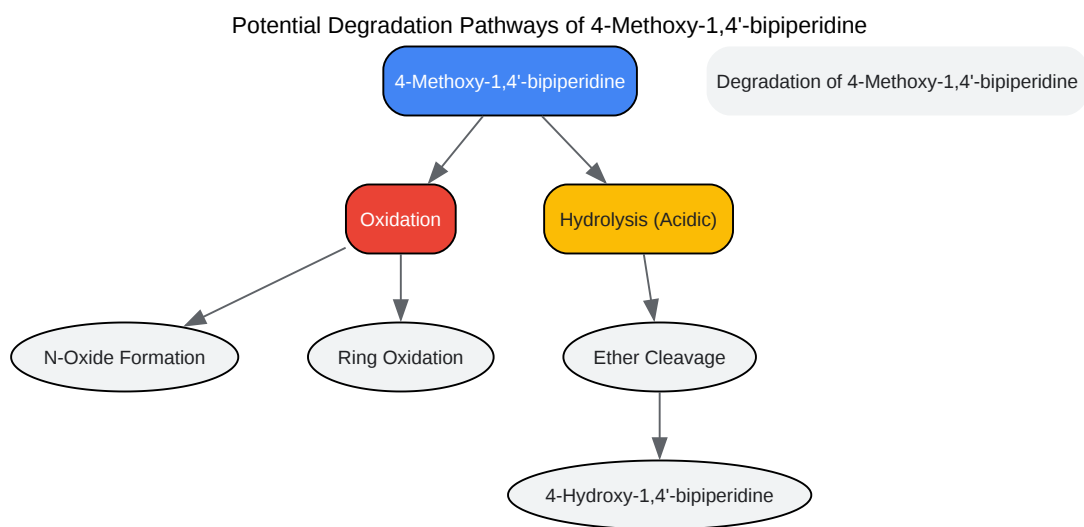 Potential Degradation Pathways of 4-Methoxy-1,4'-bipiperidine
4-Methoxy-1,4'-bipiperidine
Degradation of 4-Methoxy-1,4'-bipiperidine
Oxidation
Hydrolysis (Acidic)
N-Oxide Formation
Ring Oxidation
Ether Cleavage
4-Hydroxy-1,4'-bipiperidine